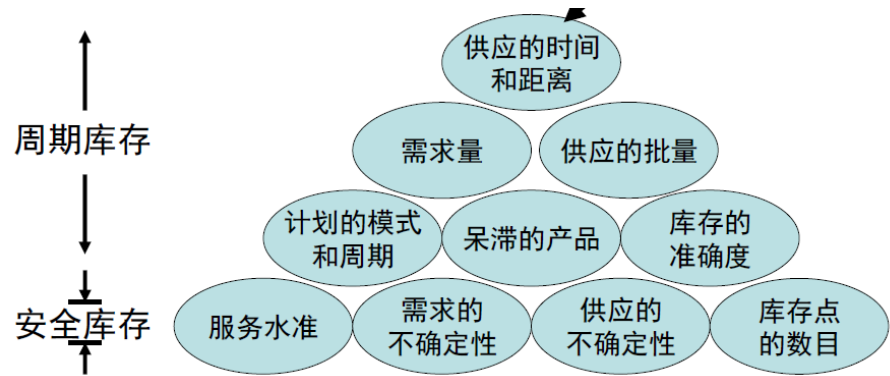 供应的时间
和距离
周期库存
需求量
供应的批量
计划的模式
和周期
呆滞的产品
库存的
准确度
安全库存
服务水准
需求的
不确定性
供应的
不确定性
库存点
的数目